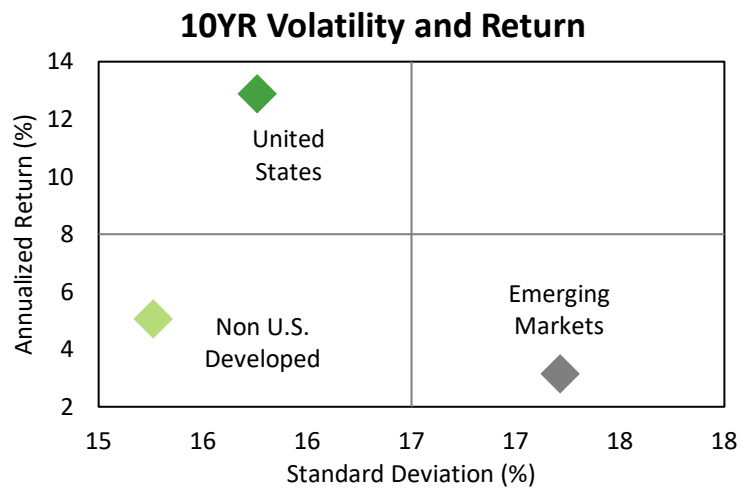 10YR Volatility and Return
14
12
10
8
6
4
2
Annualized Return (%)
United
States
Non U.S.
Developed
Emerging
Markets
15
16
16
17
17
18
18
Standard Deviation (%)